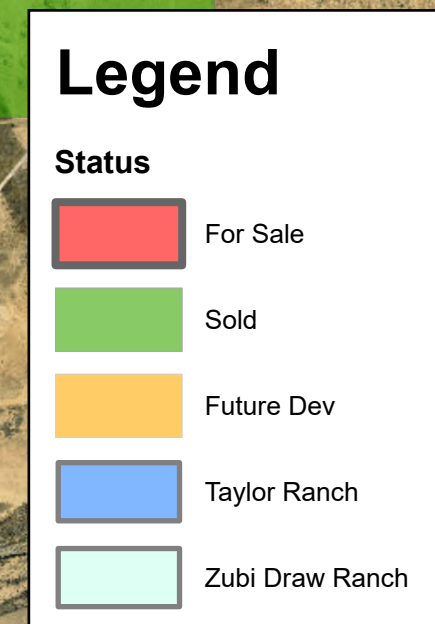 Legend
Status
For Sale
Sold
Future Dev
Taylor Ranch
Zubi Draw Ranch